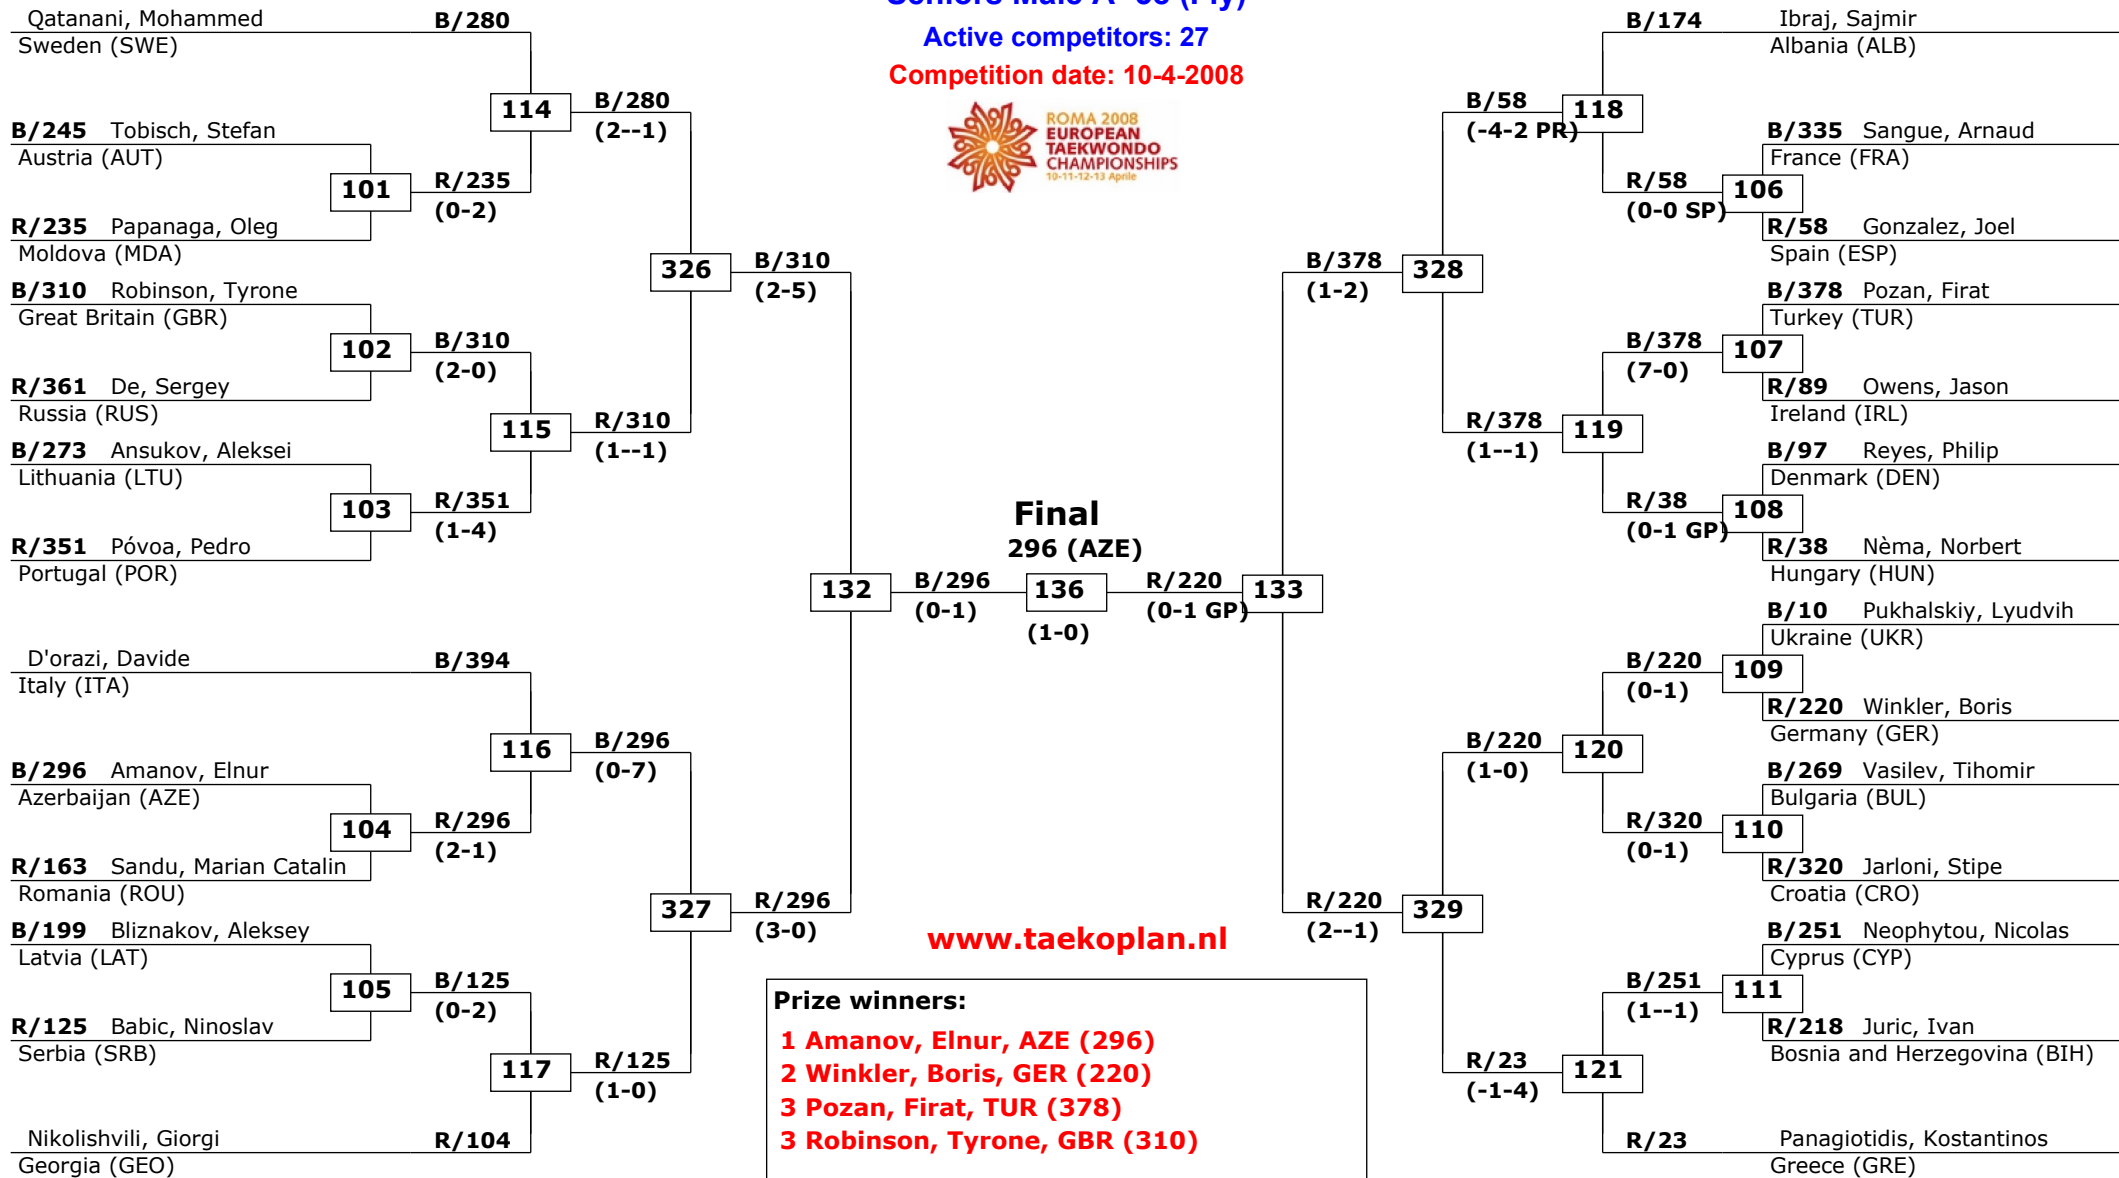 Active competitors: 27
Competition date: 10-4-2008
ROMA 2008
EUROPEAN
TAEKWONDO
CHAMPIONSHIPS
10-11-12-13 Aprile
Qatanani, Mohammed B/280
Sweden (SWE)
B/245 Tobisch, Stefan
Austria (AUT)
R/235 Papanaga, Oleg
Moldova (MDA)
B/310 Robinson, Tyrone
Great Britain (GBR)
R/361 De, Sergey
Russia (RUS)
B/273 Ansukov, Aleksei
Lithuania (LTU)
R/351 Póvoa, Pedro
Portugal (POR)
D'orazi, Davide B/394
Italy (ITA)
B/296 Amanov, Elnur
Azerbaijan (AZE)
R/163 Sandu, Marian Catalin
Romania (ROU)
B/199 Bliznakov, Aleksey
Latvia (LAT)
R/125 Babic, Ninoslav
Serbia (SRB)
Nikolishvili, Giorgi R/104
Georgia (GEO)
101 R/235
(0-2)
102 B/310
(2-0)
103 R/351
(1-4)
104 R/296
(2-1)
105 B/125
(0-2)
114 B/280
(2--1)
115 R/310
(1--1)
116 B/296
(0-7)
117 R/125
(1-0)
326 B/310
(2-5)
327 R/296
(3-0)
132 B/296
(0-1)
Final
296 (AZE)
136
(1-0)
R/220 133
(0-1 GP)
B/378 328
(1-2)
R/220 329
(2--1)
B/58 118
(-4-2 PR)
R/378 119
(1--1)
B/220 120
(1-0)
R/23 121
(-1-4)
B/174 Ibraj, Sajmir
Albania (ALB)
R/58 106
(0-0 SP)
B/378 107
(7-0)
R/38 108
(0-1 GP)
B/220 109
(0-1)
R/320 110
(0-1)
B/251 111
(1--1)
B/335 Sangue, Arnaud
France (FRA)
R/58 Gonzalez, Joel
Spain (ESP)
B/378 Pozan, Firat
Turkey (TUR)
R/89 Owens, Jason
Ireland (IRL)
B/97 Reyes, Philip
Denmark (DEN)
R/38 Nèma, Norbert
Hungary (HUN)
B/10 Pukhalskiy, Lyudvih
Ukraine (UKR)
R/220 Winkler, Boris
Germany (GER)
B/269 Vasilev, Tihomir
Bulgaria (BUL)
R/320 Jarloni, Stipe
Croatia (CRO)
B/251 Neophytou, Nicolas
Cyprus (CYP)
R/218 Juric, Ivan
Bosnia and Herzegovina (BIH)
R/23 Panagiotidis, Kostantinos
Greece (GRE)
www.taekoplan.nl
Prize winners:
1 Amanov, Elnur, AZE (296)
2 Winkler, Boris, GER (220)
3 Pozan, Firat, TUR (378)
3 Robinson, Tyrone, GBR (310)